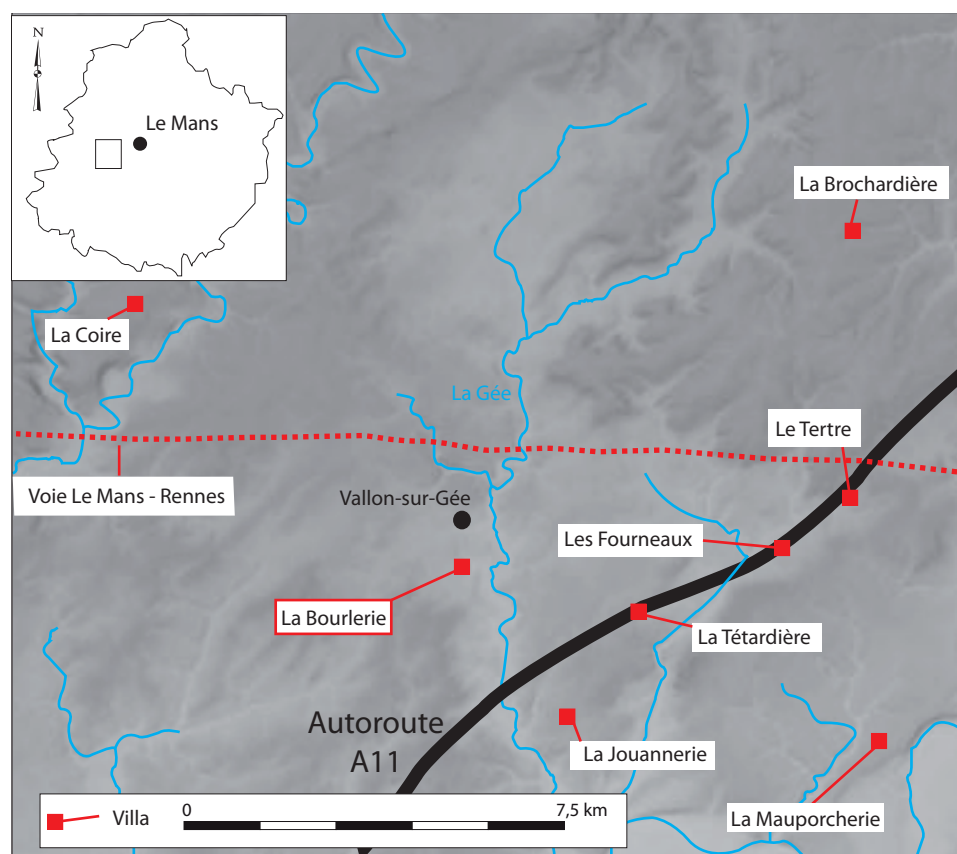 N
Le Mans
La Brochardière
La Coire
La Gée
Le Tertre
Voie Le Mans - Rennes
Vallon-sur-Gée
Les Fourneaux
La Bourlerie
La Tétardière
Autoroute
A11
La Jouannerie
La Mauporcherie
Villa
0
7,5 km